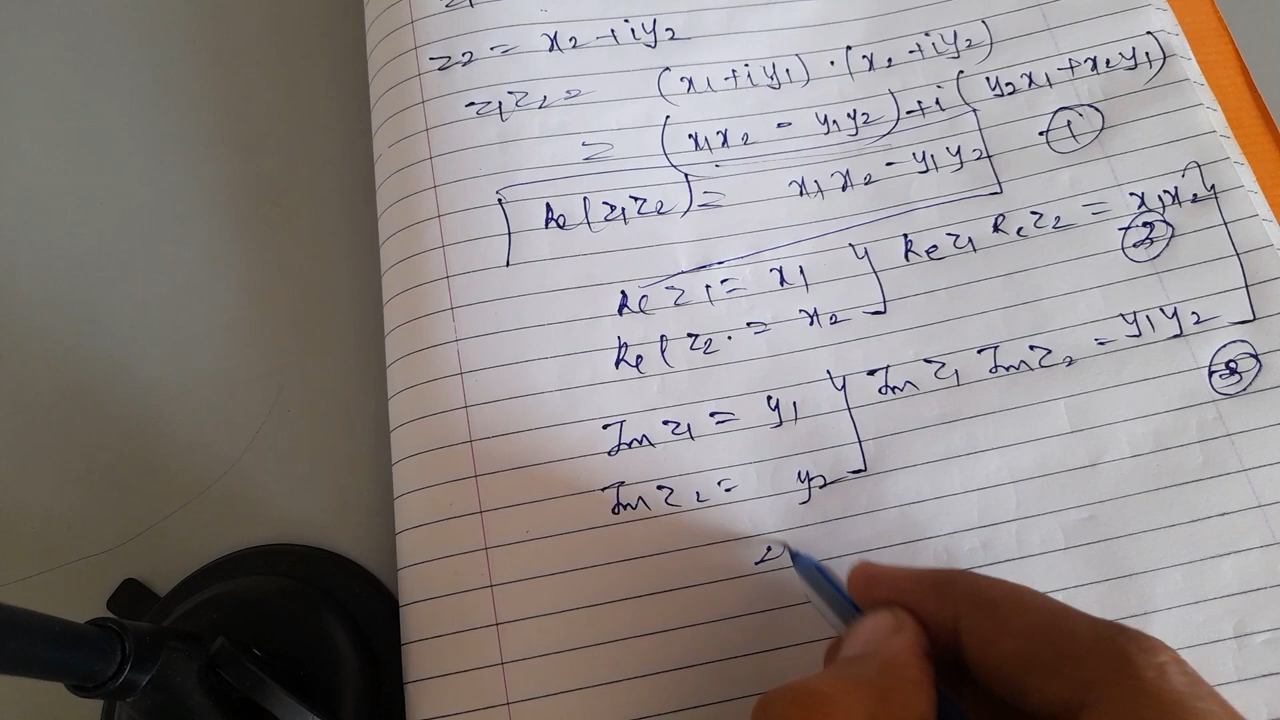 z2 = x2+iy2
z1z2 = (x1+iy1)·(x2+iy2)
= (x1x2 - y1y2)+i(y2x1+x2y1)
Re(z1z2) = x1x2 - y1y2 ①
Re z1 = x1
Re(z2. = x2
Re z1 Re z2 = x1x2 ②
Im z1 = y1
Im z2 = y2
Im z1 Im z2 = y1y2 ③